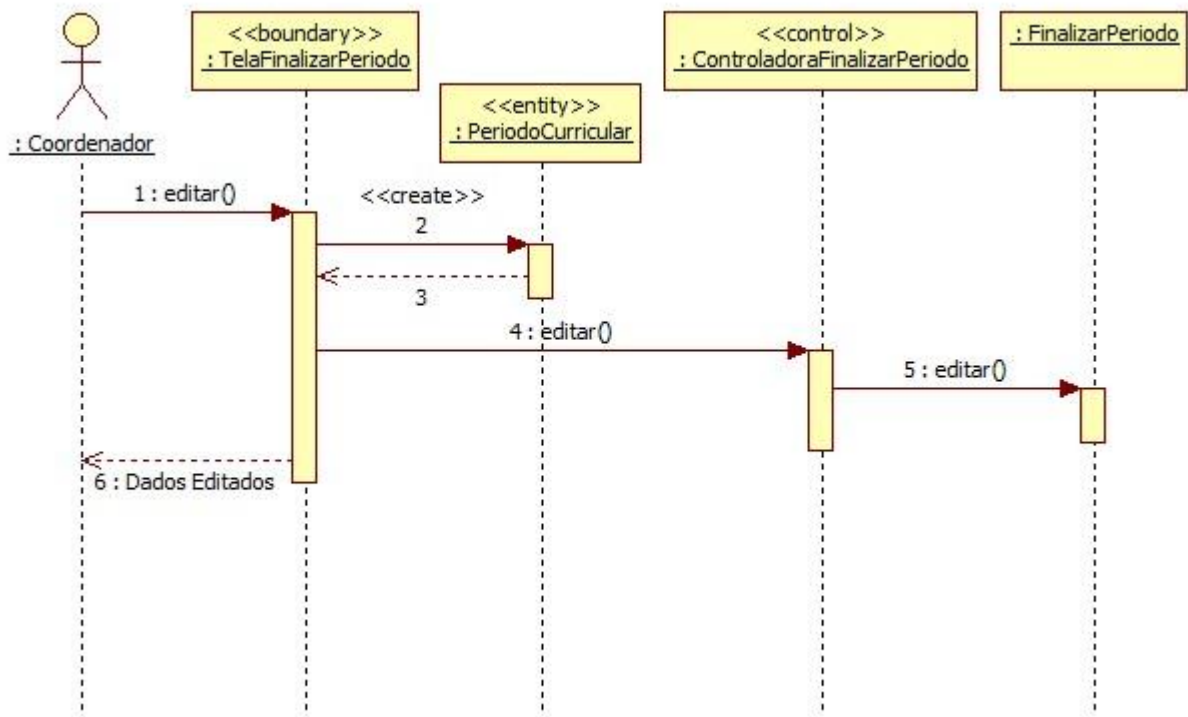 <<boundary>>
: TelaFinalizarPeriodo
<<control>>
: ControladoraFinalizarPeriodo
: FinalizarPeriodo
<<entity>>
: PeriodoCurricular
: Coordenador
1 : editar()
<<create>>
2
3
4 : editar()
5 : editar()
6 : Dados Editados